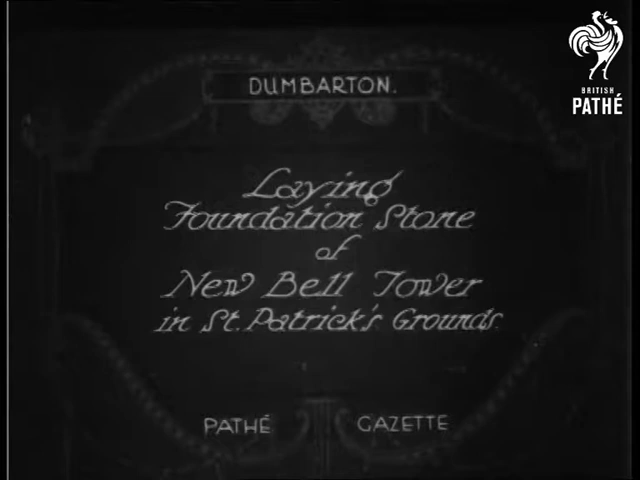 DUMBARTON.
BRITISH
PATHÉ
Laying
Foundation Stone
of
New Bell Tower
in St. Patrick's Grounds.
PATHÉ GAZETTE